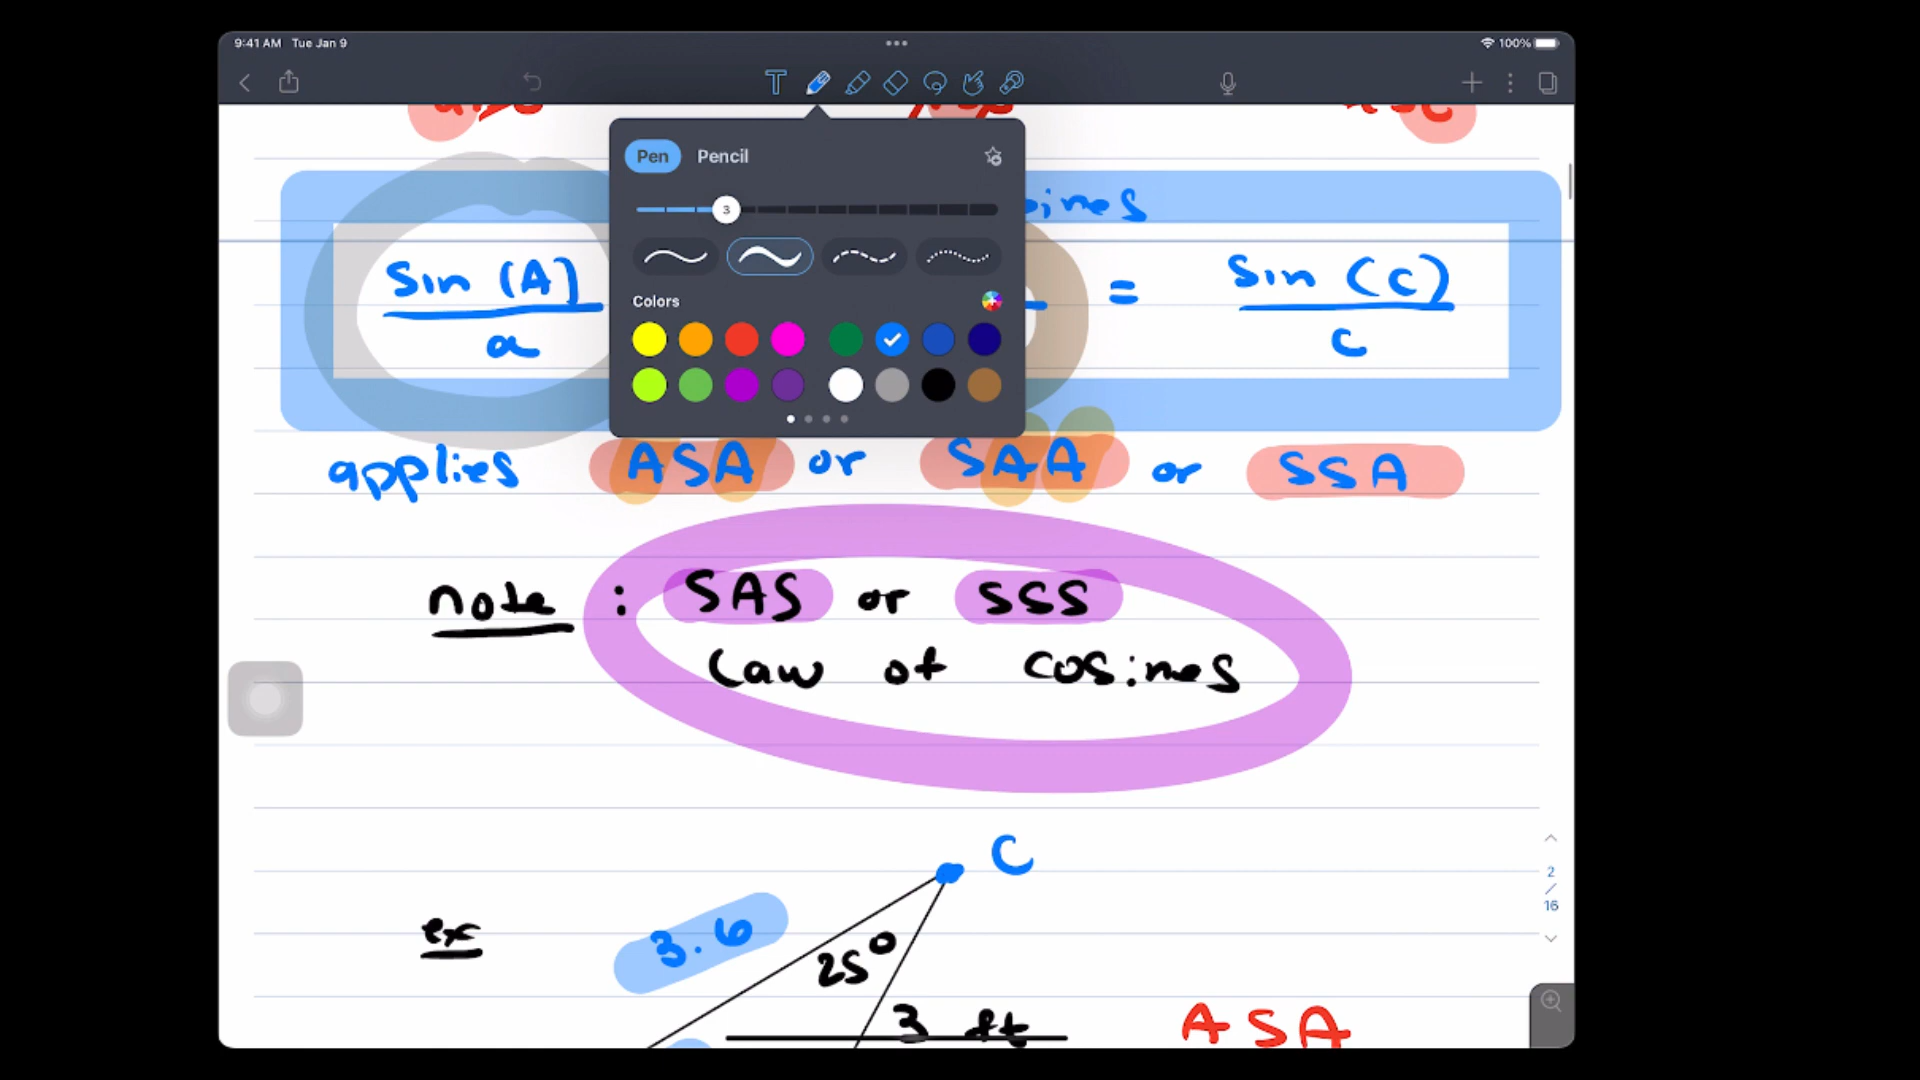 9:41 AM Tue Jan 9 100%
Pen Pencil
3
Colors
sines
Sin (A)
a
=
Sin (C)
c
applies ASA or SAA or SSA
note : SAS or SSS
Law of cosines
C
ex 3.6 25°
3 ft ASA
2
/
16